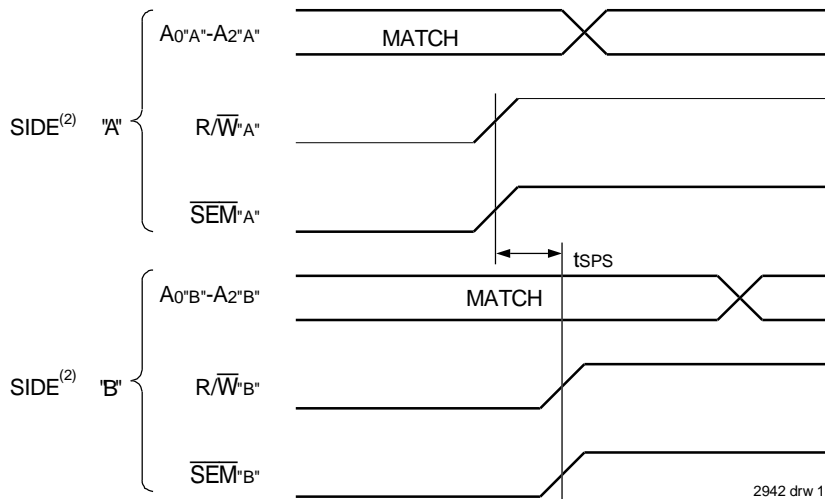 A0"A"-A2"A"
MATCH
SIDE(2) "A"
R/W"A"
SEM"A"
tSPS
A0"B"-A2"B"
MATCH
SIDE(2) "B"
R/W"B"
SEM"B"
2942 drw 1